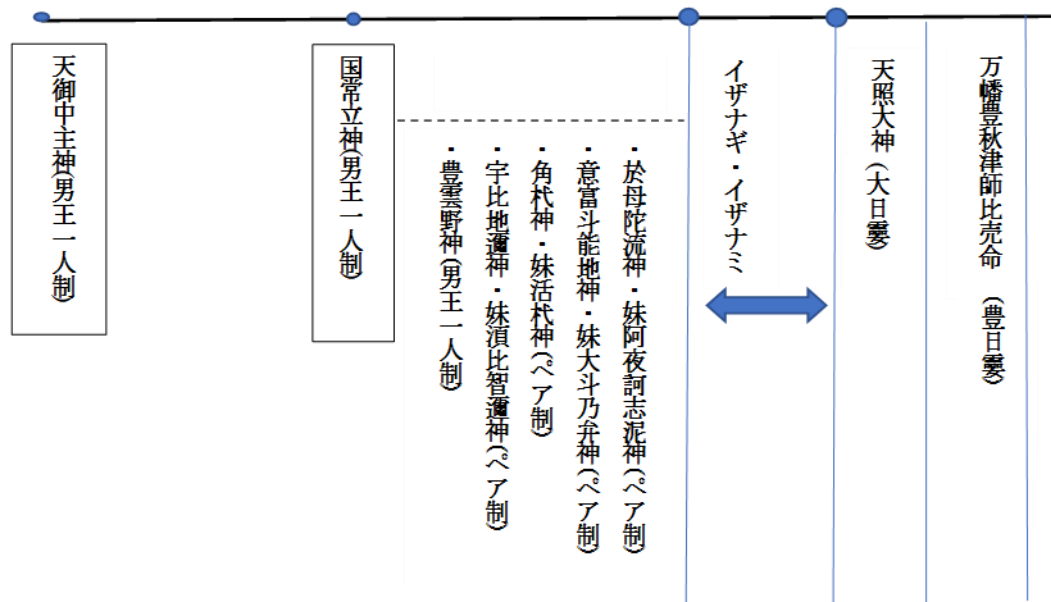 天御中主神(男王一人制)
国常立神(男王一人制)
・豊雲野神(男王一人制)
・宇比地邇神・妹須比智邇神(ペア制)
・角杙神・妹活杙神(ペア制)
・意富斗能地神・妹大斗乃弁神(ペア制)
・於母陀流神・妹阿夜訶志泥神(ペア制)
イザナギ・イザナミ
天照大神(大日孁)
万幡豊秋津師比売命 (豊日孁)